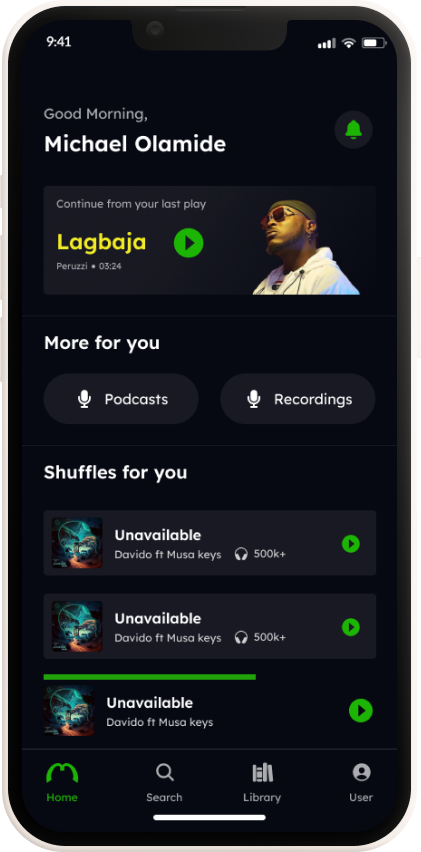 9:41
Good Morning,
Michael Olamide
Continue from your last play
Lagbaja
Peruzzi • 03:24
More for you
Podcasts
Recordings
Shuffles for you
Unavailable
Davido ft Musa keys 500k+
Unavailable
Davido ft Musa keys 500k+
Unavailable
Davido ft Musa keys
Home Search Library User